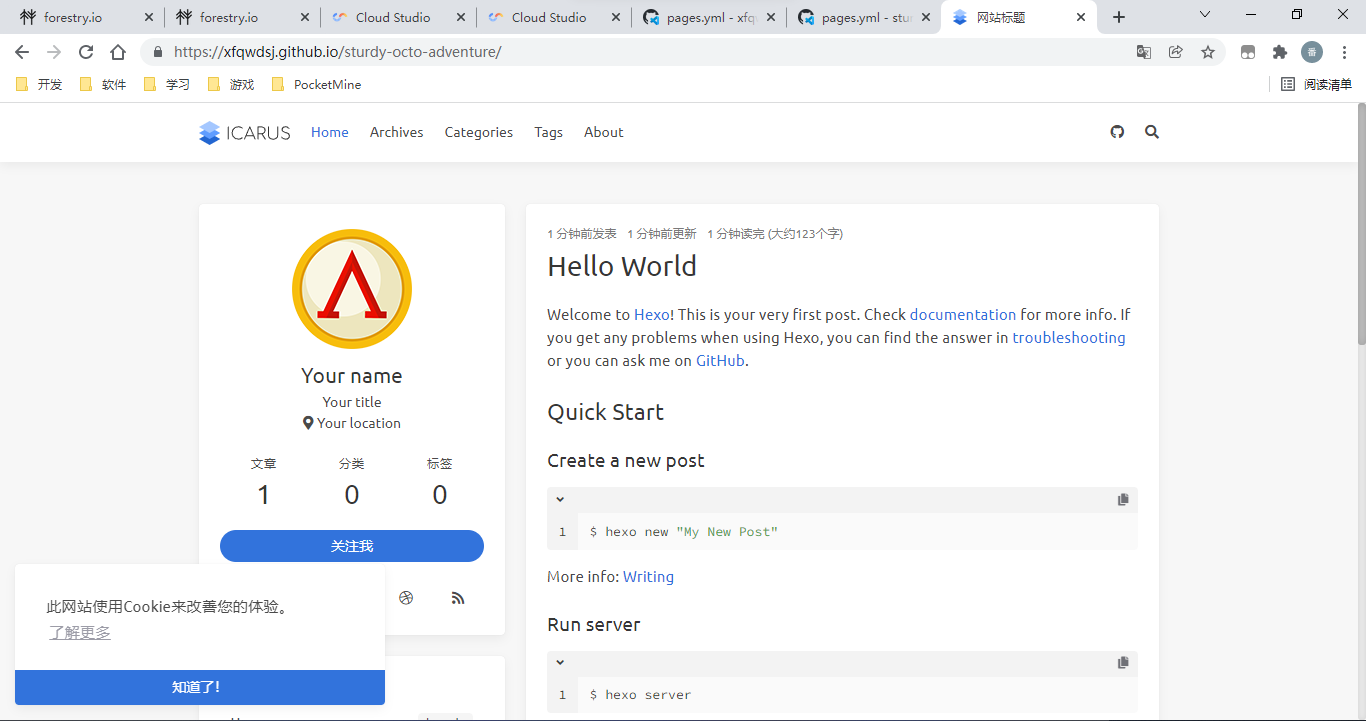 forestry.io
forestry.io
Cloud Studio
Cloud Studio
pages.yml - xfqw
pages.yml - stur
网站标题
https://xfqwdsj.github.io/sturdy-octo-adventure/
番
开发
软件
学习
游戏
PocketMine
阅读清单
ICARUS
Home
Archives
Categories
Tags
About
Your name
Your title
Your location
文章
分类
标签
1
0
0
关注我
此网站使用Cookie来改善您的体验。
了解更多
知道了!
1 分钟前发表 1 分钟前更新 1 分钟读完 (大约123个字)
Hello World
Welcome to Hexo! This is your very first post. Check documentation for more info. If
you get any problems when using Hexo, you can find the answer in troubleshooting
or you can ask me on GitHub.
Quick Start
Create a new post
1 $ hexo new "My New Post"
More info: Writing
Run server
1 $ hexo server